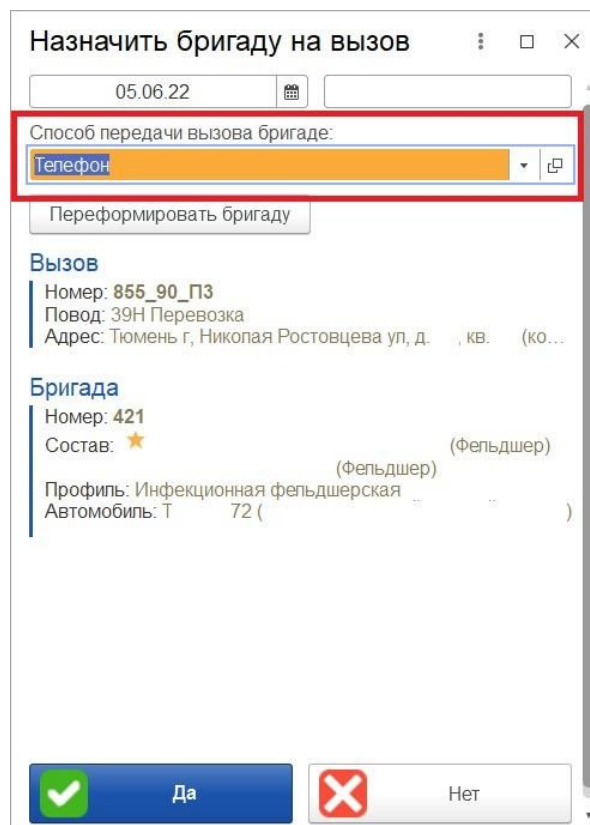 Назначить бригаду на вызов
05.06.22
Способ передачи вызова бригаде:
Телефон
Переформировать бригаду
Вызов
Номер: 855_90_ПЗ
Повод: 39Н Перевозка
Адрес: Тюмень г, Николая Ростовцева ул, д. , кв. (ко...
Бригада
Номер: 421
Состав: (Фельдшер)
(Фельдшер)
Профиль: Инфекционная фельдшерская
Автомобиль: Т 72 ( )
Да
Нет